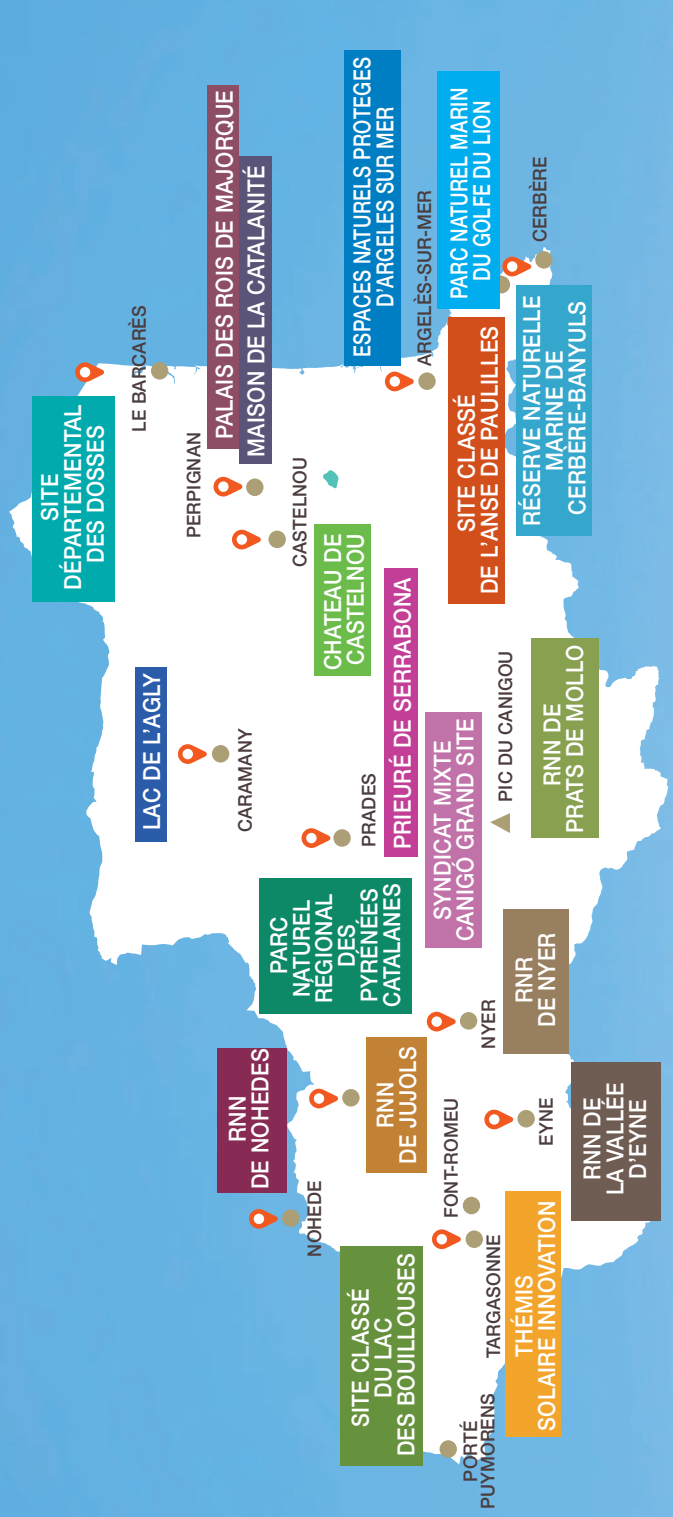 SITE
DÉPARTEMENTAL
DES DOSSES
LE BARCARÈS
LAC DE L'AGLY
CARAMANY
PERPIGNAN
PALAIS DES ROIS DE MAJORQUE
MAISON DE LA CATALANITÉ
CASTELNOU
CHATEAU DE
CASTELNOU
ESPACES NATURELS PROTEGES
D'ARGELES SUR MER
ARGELÈS-SUR-MER
PARC NATUREL MARIN
DU GOLFE DU LION
CERBÈRE
SITE CLASSÉ
DE L'ANSE DE PAULILLES
RÉSERVE NATURELLE
MARINE DE
CERBÈRE-BANYULS
PRADES
PRIEURÉ DE SERRABONA
SYNDICAT MIXTE
CANIGÓ GRAND SITE
PIC DU CANIGOU
RNN DE
PRATS DE MOLLO
PARC
NATUREL
RÉGIONAL
DES
PYRÉNÉES
CATALANES
RNN
DE NOHEDES
NOHEDE
RNN
DE JUJOLS
NYER
RNR
DE NYER
EYNE
RNN DE
LA VALLÉE
D'EYNE
FONT-ROMEU
TARGASONNE
THÉMIS
SOLAIRE INNOVATION
SITE CLASSÉ
DU LAC
DES BOUILLOUSES
PORTÉ
PUYMORENS